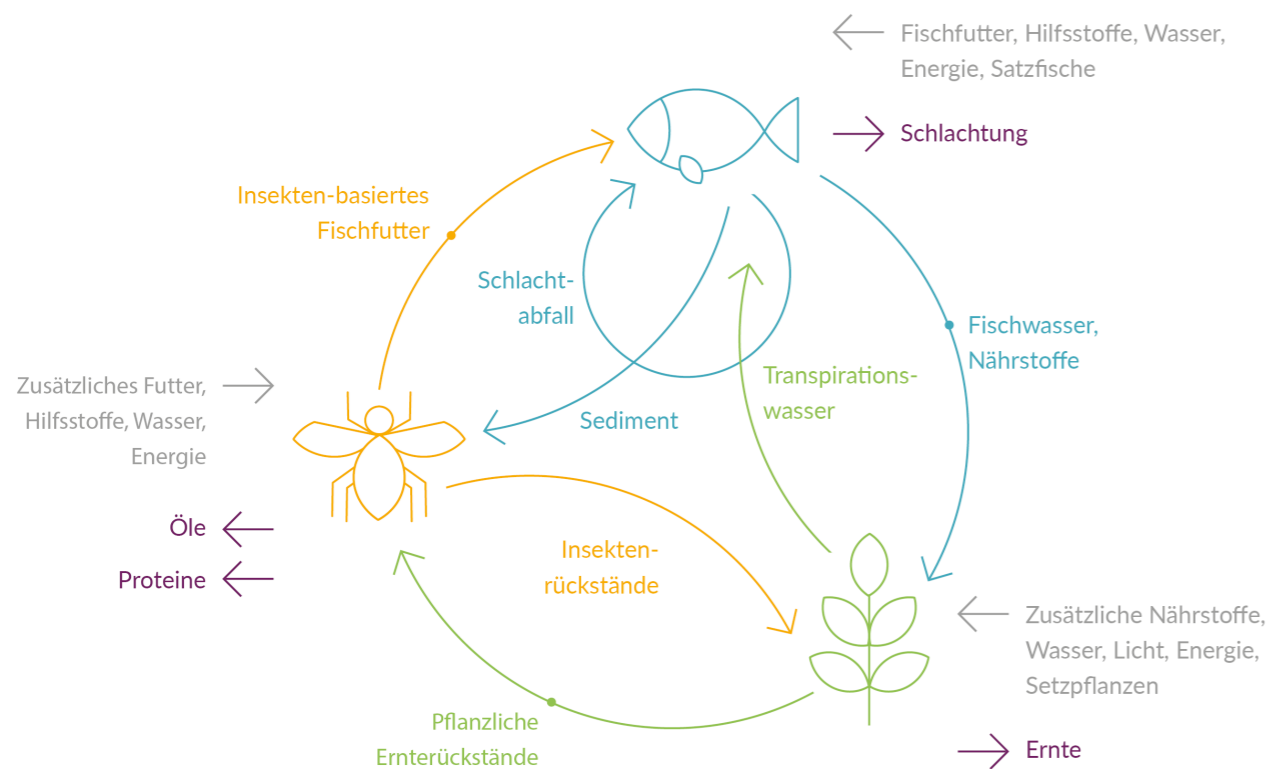 Fischfutter, Hilfsstoffe, Wasser,
Energie, Satzfische
Schlachtung
Insekten-basiertes
Fischfutter
Schlacht-
abfall
Fischwasser,
Nährstoffe
Transpirations-
wasser
Zusätzliches Futter,
Hilfsstoffe, Wasser,
Energie
Sediment
Öle
Proteine
Insekten-
rückstände
Zusätzliche Nährstoffe,
Wasser, Licht, Energie,
Setzpflanzen
Pflanzliche
Ernterückstände
Ernte